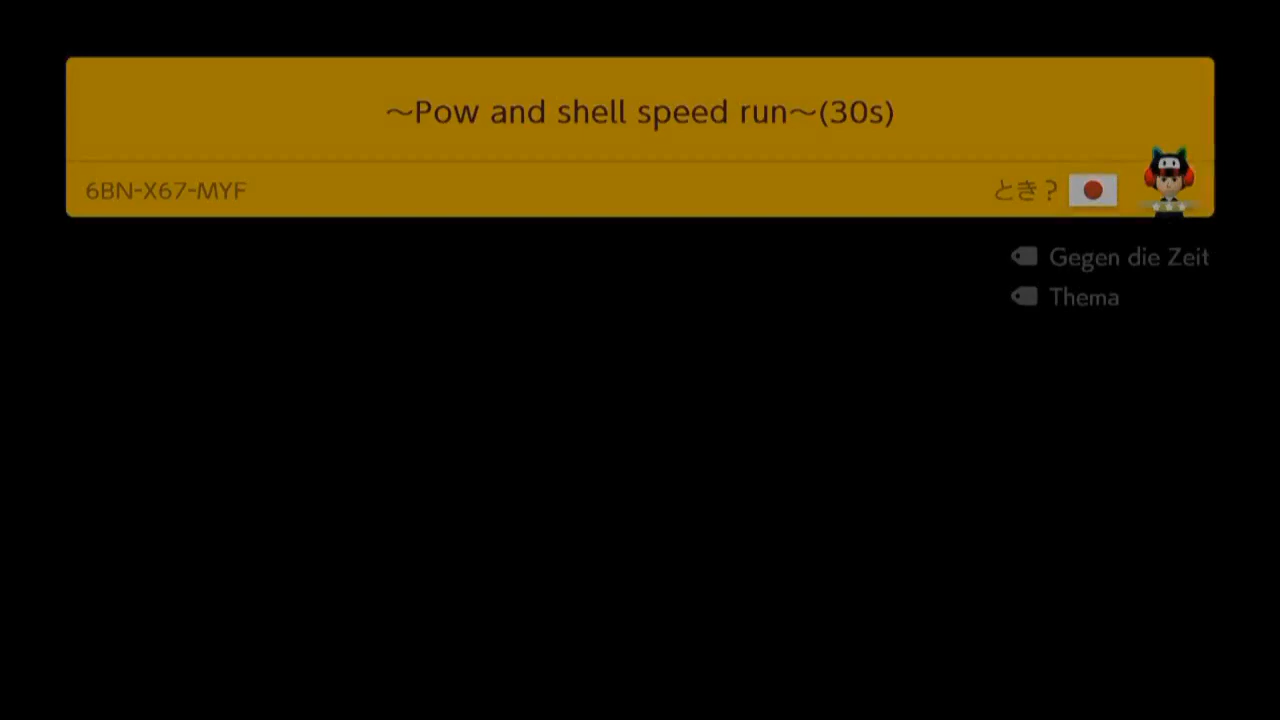 ～Pow and shell speed run～(30s)
6BN-X67-MYF
とき？
Gegen die Zeit
Thema